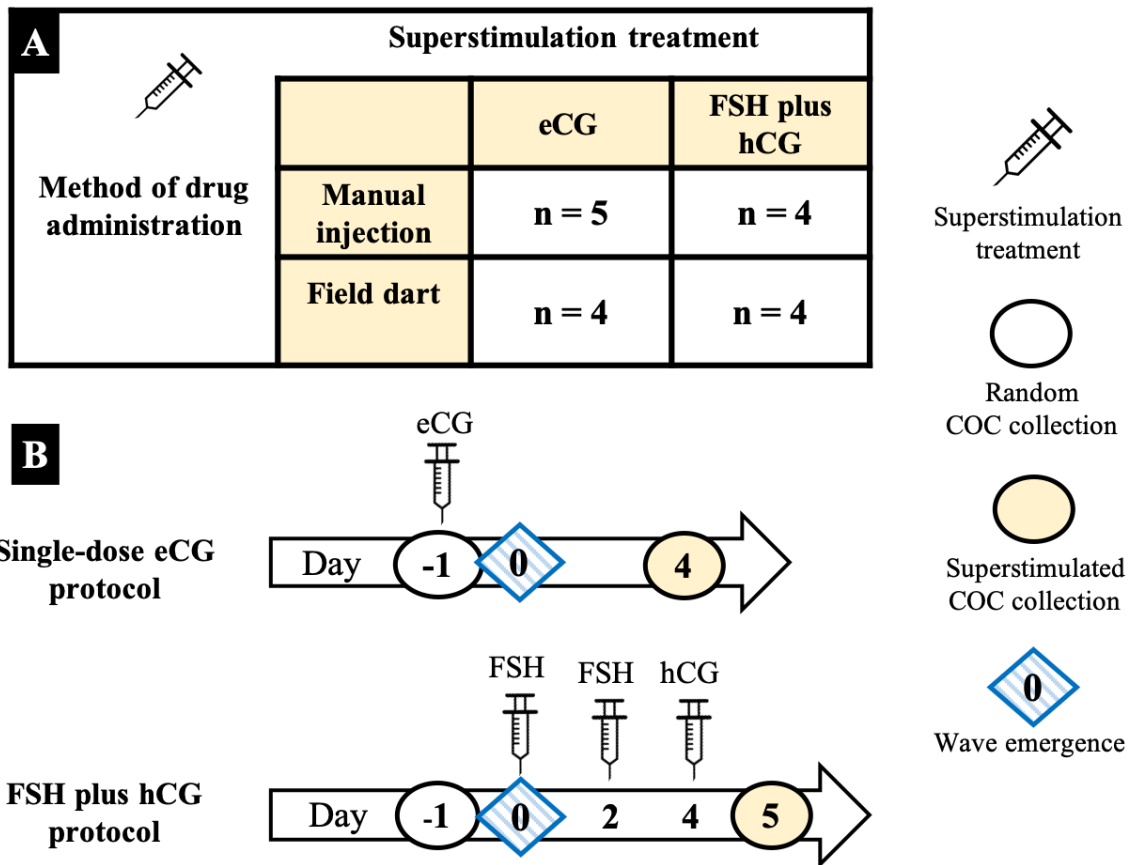 A
Superstimulation treatment
eCG
FSH plus
hCG
Method of drug
administration
Manual
injection
n = 5
n = 4
Field dart
n = 4
n = 4
Superstimulation
treatment
Random
COC collection
Superstimulated
COC collection
0
Wave emergence
B
eCG
Single-dose eCG
protocol
Day
-1
0
4
FSH
FSH
hCG
FSH plus hCG
protocol
Day
-1
0
2
4
5